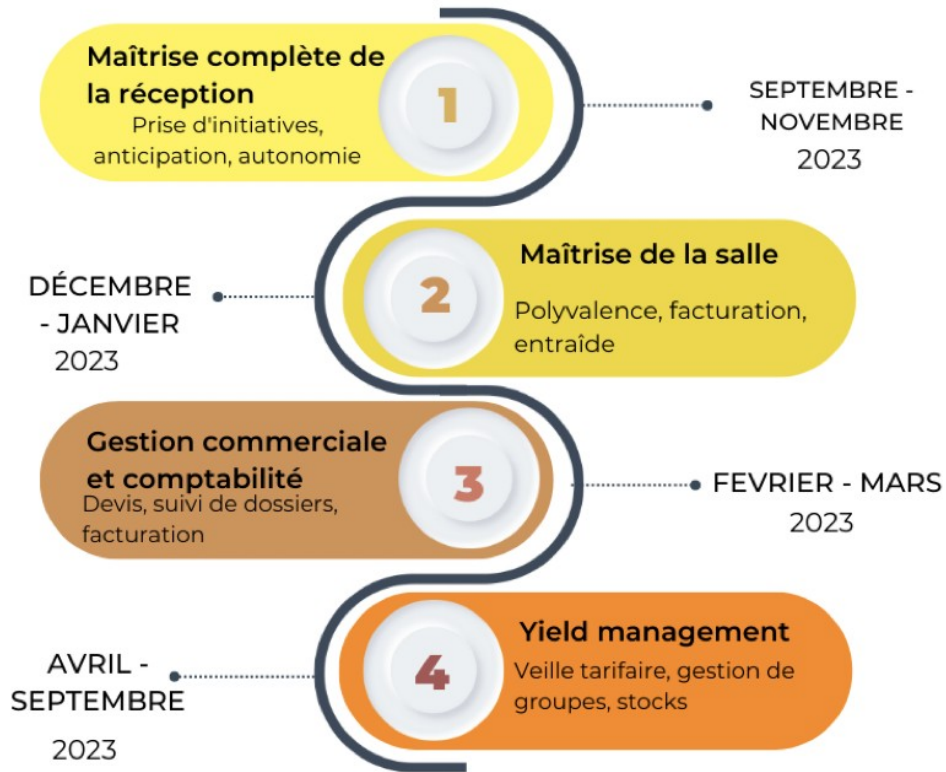 Maîtrise complète de
la réception
Prise d'initiatives,
anticipation, autonomie
1
SEPTEMBRE -
NOVEMBRE
2023
DÉCEMBRE
- JANVIER
2023
2
Maîtrise de la salle
Polyvalence, facturation,
entraîde
Gestion commerciale
et comptabilité
Devis, suivi de dossiers,
facturation
3
FEVRIER - MARS
2023
AVRIL -
SEPTEMBRE
2023
4
Yield management
Veille tarifaire, gestion de
groupes, stocks